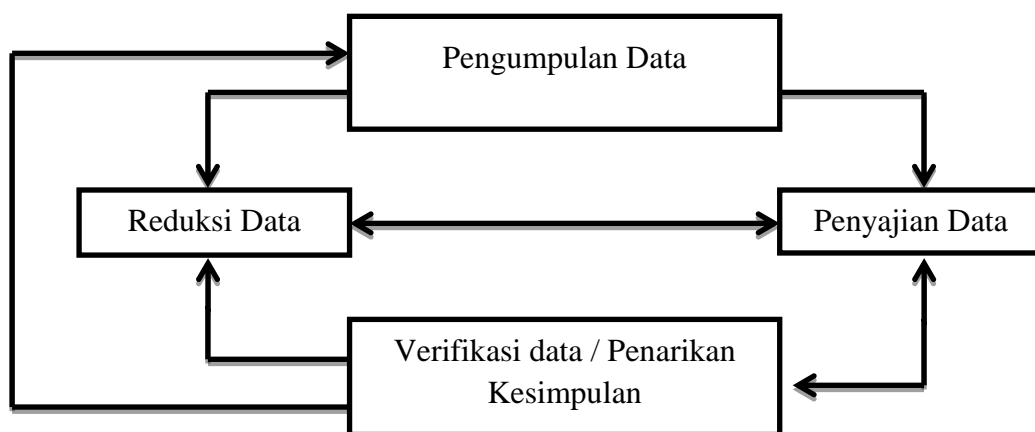 Pengumpulan Data
Reduksi Data
Penyajian Data
Verifikasi data / Penarikan
Kesimpulan